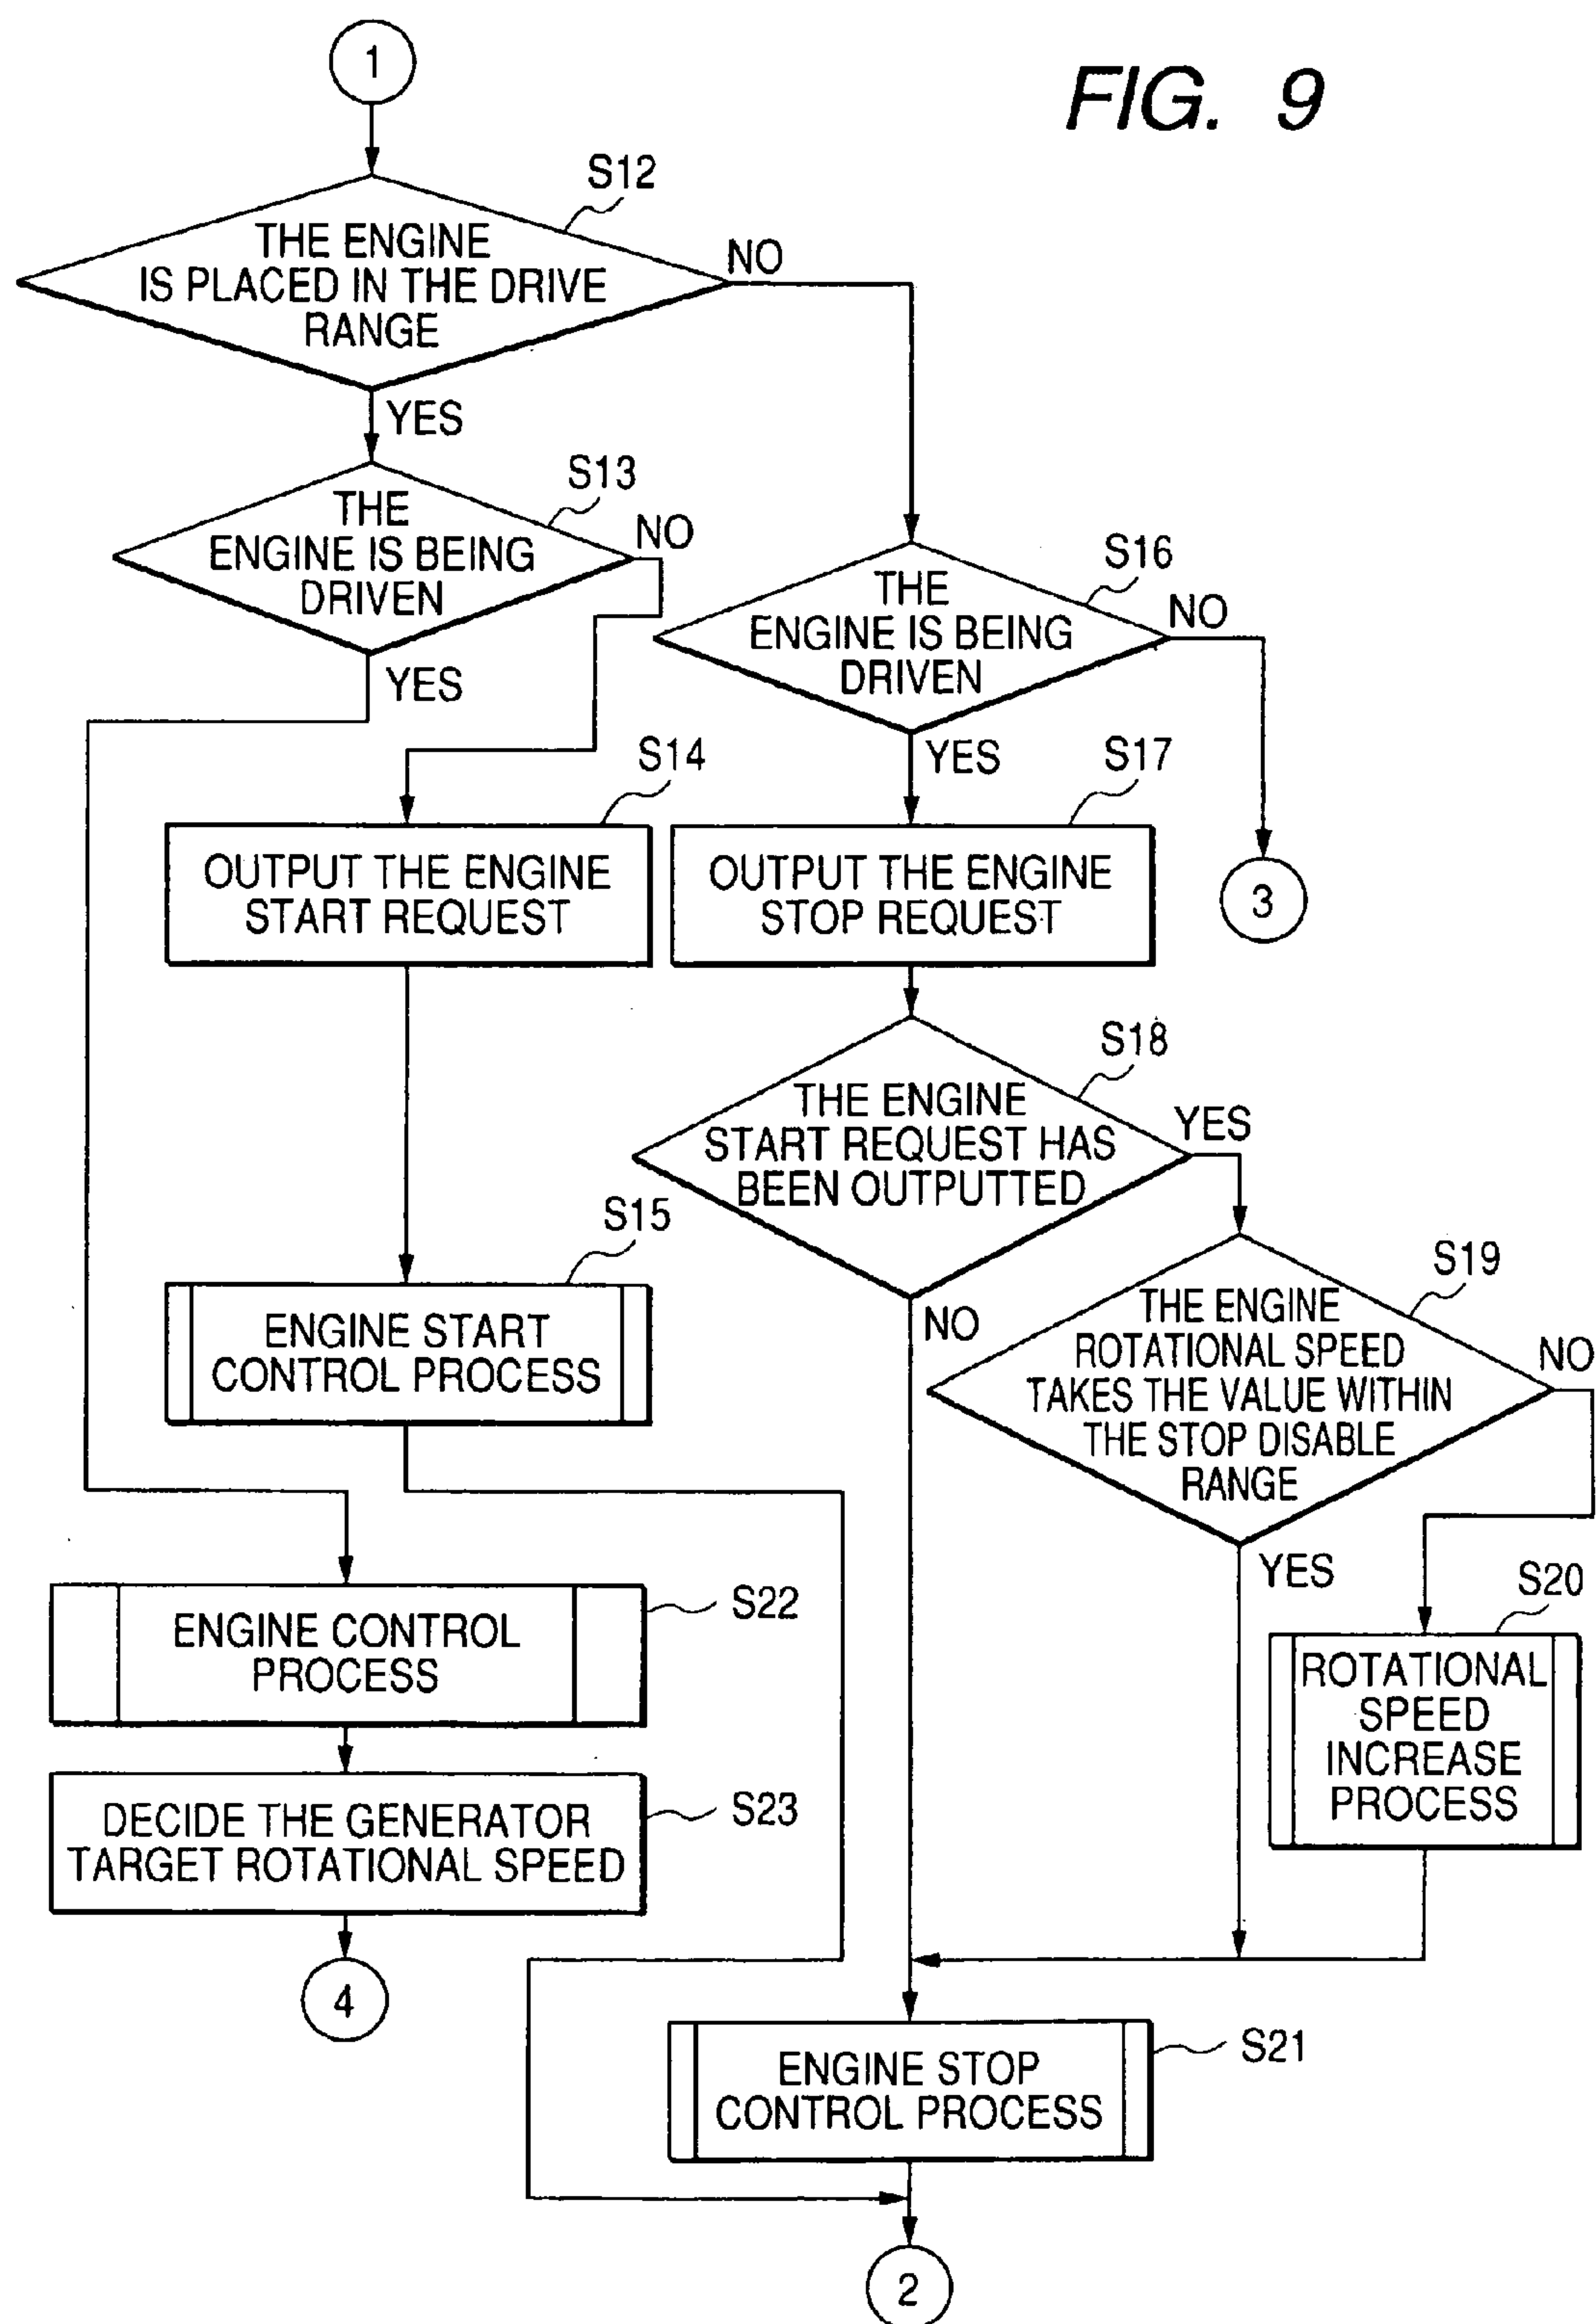 1
FIG. 9
S12
THE ENGINE
IS PLACED IN THE DRIVE
RANGE
NO
YES
S13
THE
ENGINE IS BEING
DRIVEN
NO
YES
S16
THE
ENGINE IS BEING
DRIVEN
NO
YES
S14
OUTPUT THE ENGINE
START REQUEST
S17
OUTPUT THE ENGINE
STOP REQUEST
3
S18
THE ENGINE
START REQUEST HAS
BEEN OUTPUTTED
YES
NO
S15
ENGINE START
CONTROL PROCESS
S19
THE ENGINE
ROTATIONAL SPEED
TAKES THE VALUE WITHIN
THE STOP DISABLE
RANGE
NO
YES
S20
ROTATIONAL
SPEED
INCREASE
PROCESS
S22
ENGINE CONTROL
PROCESS
S23
DECIDE THE GENERATOR
TARGET ROTATIONAL SPEED
4
S21
ENGINE STOP
CONTROL PROCESS
2